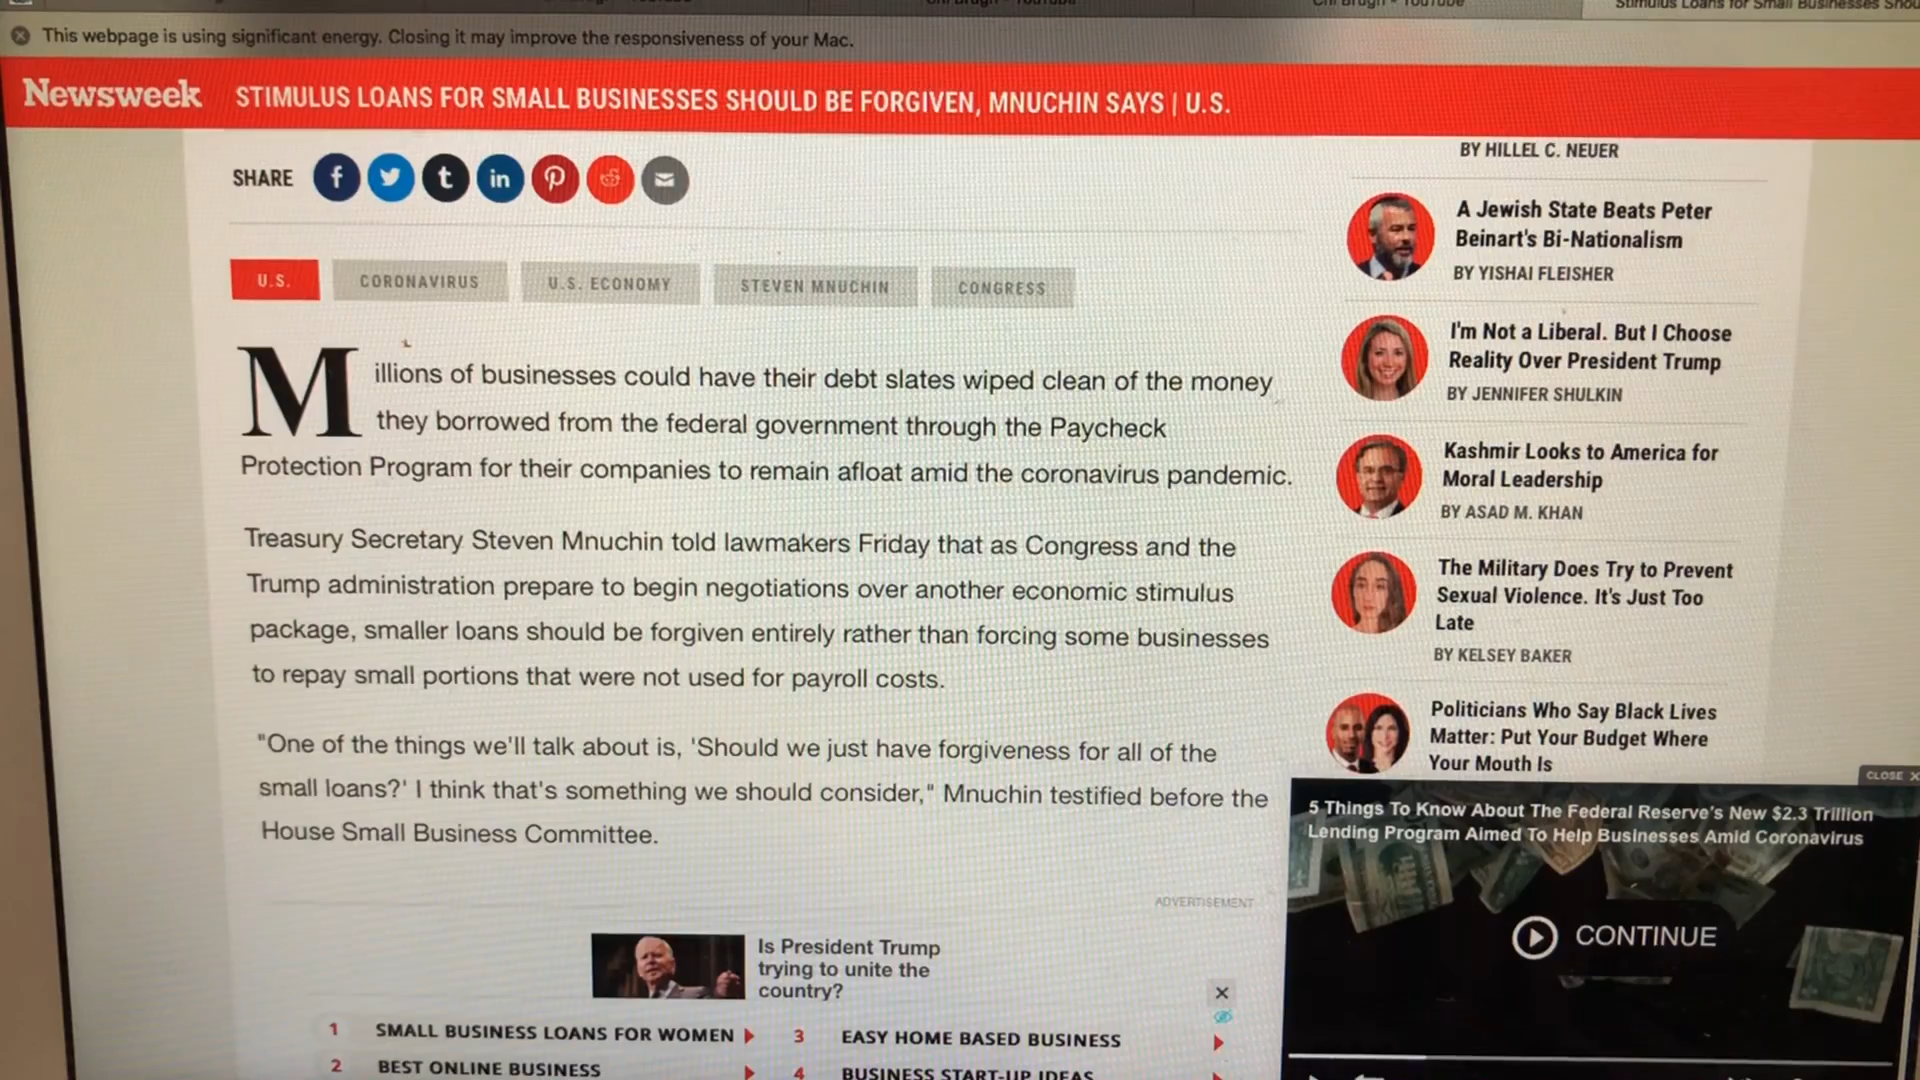 This webpage is using significant energy. Closing it may improve the responsiveness of your Mac.
Newsweek STIMULUS LOANS FOR SMALL BUSINESSES SHOULD BE FORGIVEN, MNUCHIN SAYS | U.S.
SHARE
U.S. CORONAVIRUS U.S. ECONOMY STEVEN MNUCHIN CONGRESS
Millions of businesses could have their debt slates wiped clean of the money
they borrowed from the federal government through the Paycheck
Protection Program for their companies to remain afloat amid the coronavirus pandemic.
Treasury Secretary Steven Mnuchin told lawmakers Friday that as Congress and the
Trump administration prepare to begin negotiations over another economic stimulus
package, smaller loans should be forgiven entirely rather than forcing some businesses
to repay small portions that were not used for payroll costs.
"One of the things we'll talk about is, 'Should we just have forgiveness for all of the
small loans?' I think that's something we should consider," Mnuchin testified before the
House Small Business Committee.
ADVERTISEMENT
Is President Trump
trying to unite the
country?
1 SMALL BUSINESS LOANS FOR WOMEN
2 BEST ONLINE BUSINESS
3 EASY HOME BASED BUSINESS
4 BUSINESS START-UP IDEAS
BY HILLEL C. NEUER
A Jewish State Beats Peter
Beinart's Bi-Nationalism
BY YISHAI FLEISHER
I'm Not a Liberal. But I Choose
Reality Over President Trump
BY JENNIFER SHULKIN
Kashmir Looks to America for
Moral Leadership
BY ASAD M. KHAN
The Military Does Try to Prevent
Sexual Violence. It's Just Too
Late
BY KELSEY BAKER
Politicians Who Say Black Lives
Matter: Put Your Budget Where
Your Mouth Is
CLOSE X
5 Things To Know About The Federal Reserve's New $2.3 Trillion
Lending Program Aimed To Help Businesses Amid Coronavirus
CONTINUE